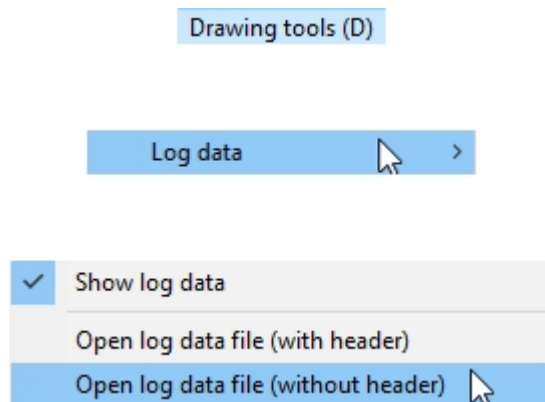 Drawing tools (D)
Log data
Show log data
Open log data file (with header)
Open log data file (without header)